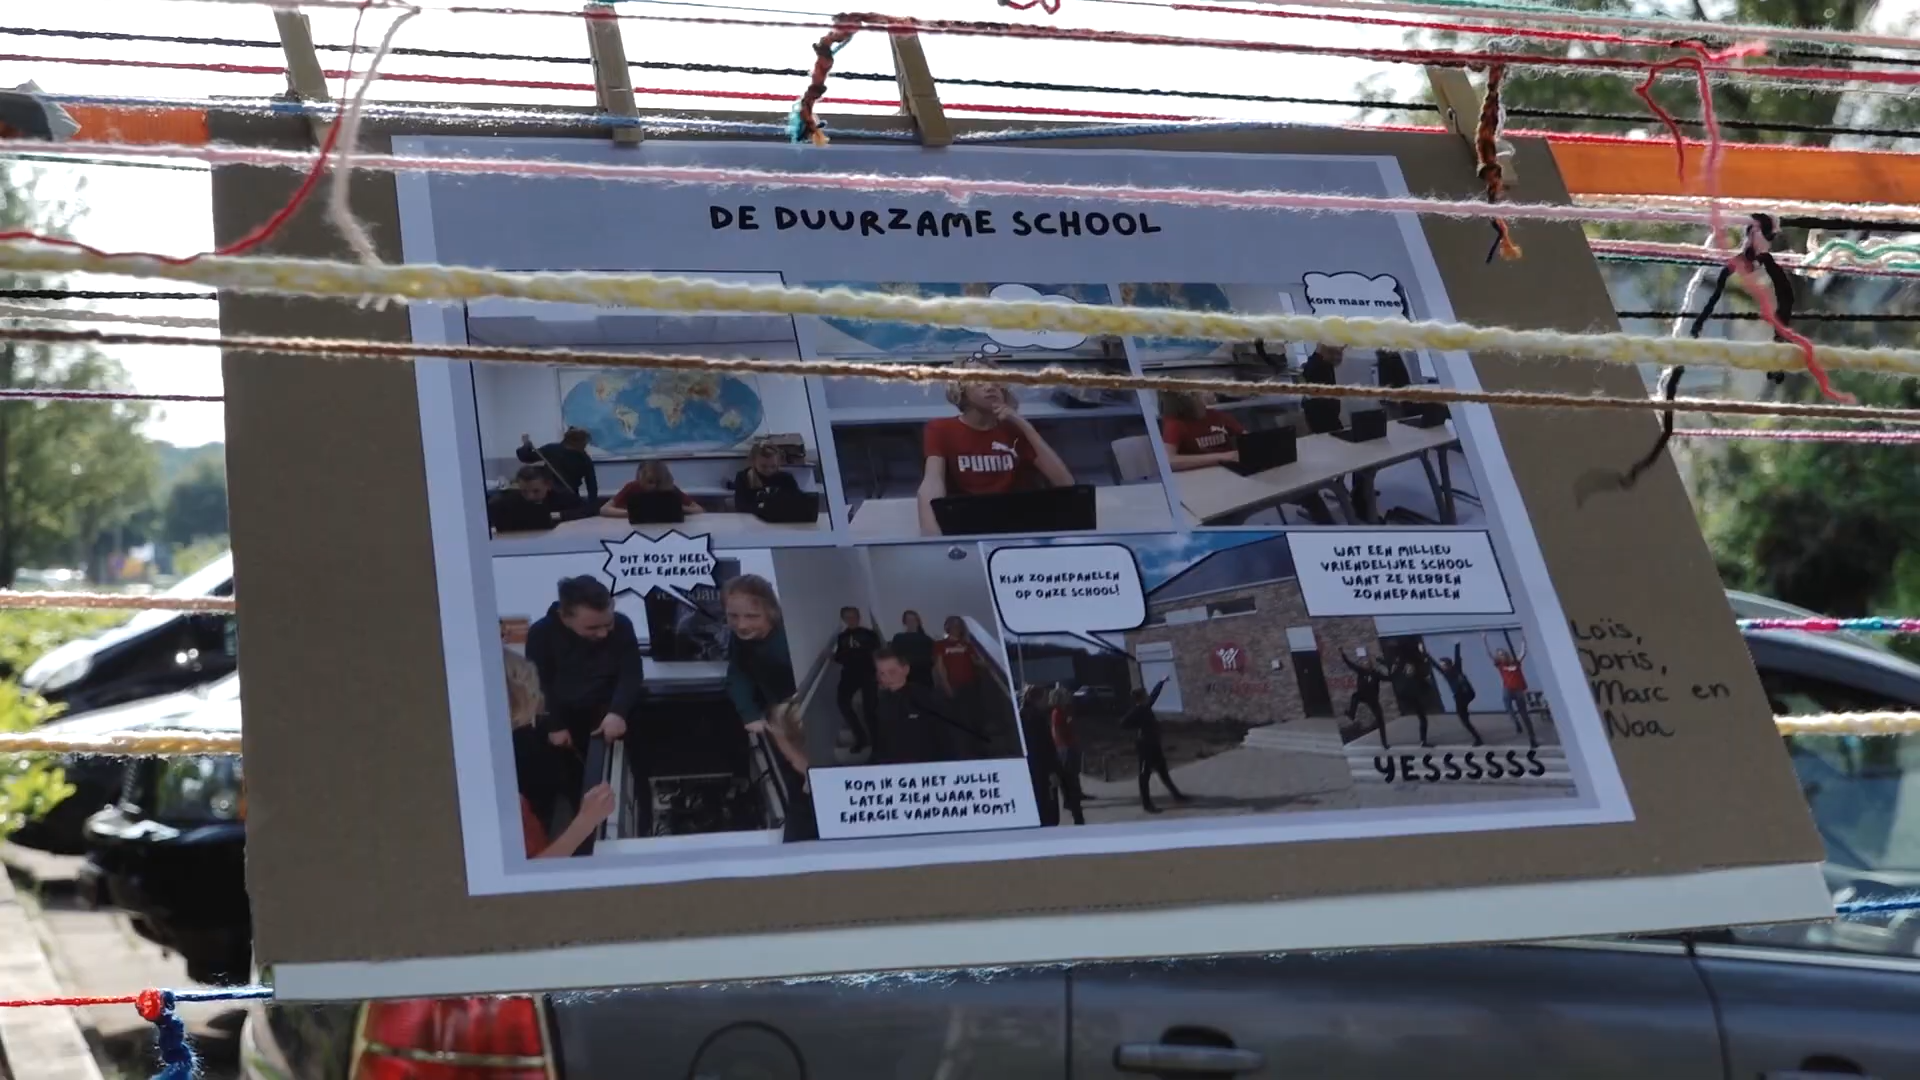 DE DUURZAME SCHOOL
kom maar mee
PUMA
DIT KOST HEEL
VEEL ENERGIE!
KOM IK GA HET JULLIE
LATEN ZIEN WAAR DIE
ENERGIE VANDAAN KOMT!
KIJK ZONNEPANELEN
OP ONZE SCHOOL!
WAT EEN MILLIEU
VRIENDELIJKE SCHOOL
WANT ZE HEBBEN
ZONNEPANELEN
YESSSSSS
Loïs,
Joris,
Marc en
Noa